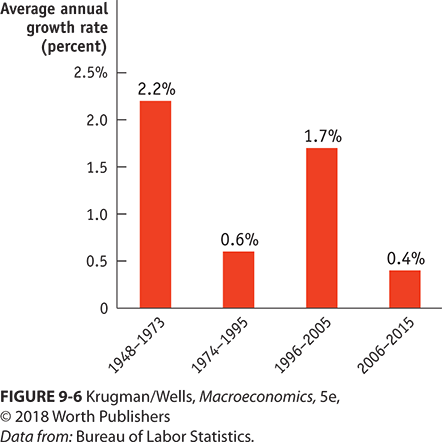 Average annual
growth rate
(percent)
2.5%
2.0
1.5
1.0
0.5
0
2.2%
0.6%
1.7%
0.4%
1948–1973
1974–1995
1996–2005
2006–2015
FIGURE 9-6 Krugman/Wells, Macroeconomics, 5e,
© 2018 Worth Publishers
Data from: Bureau of Labor Statistics.